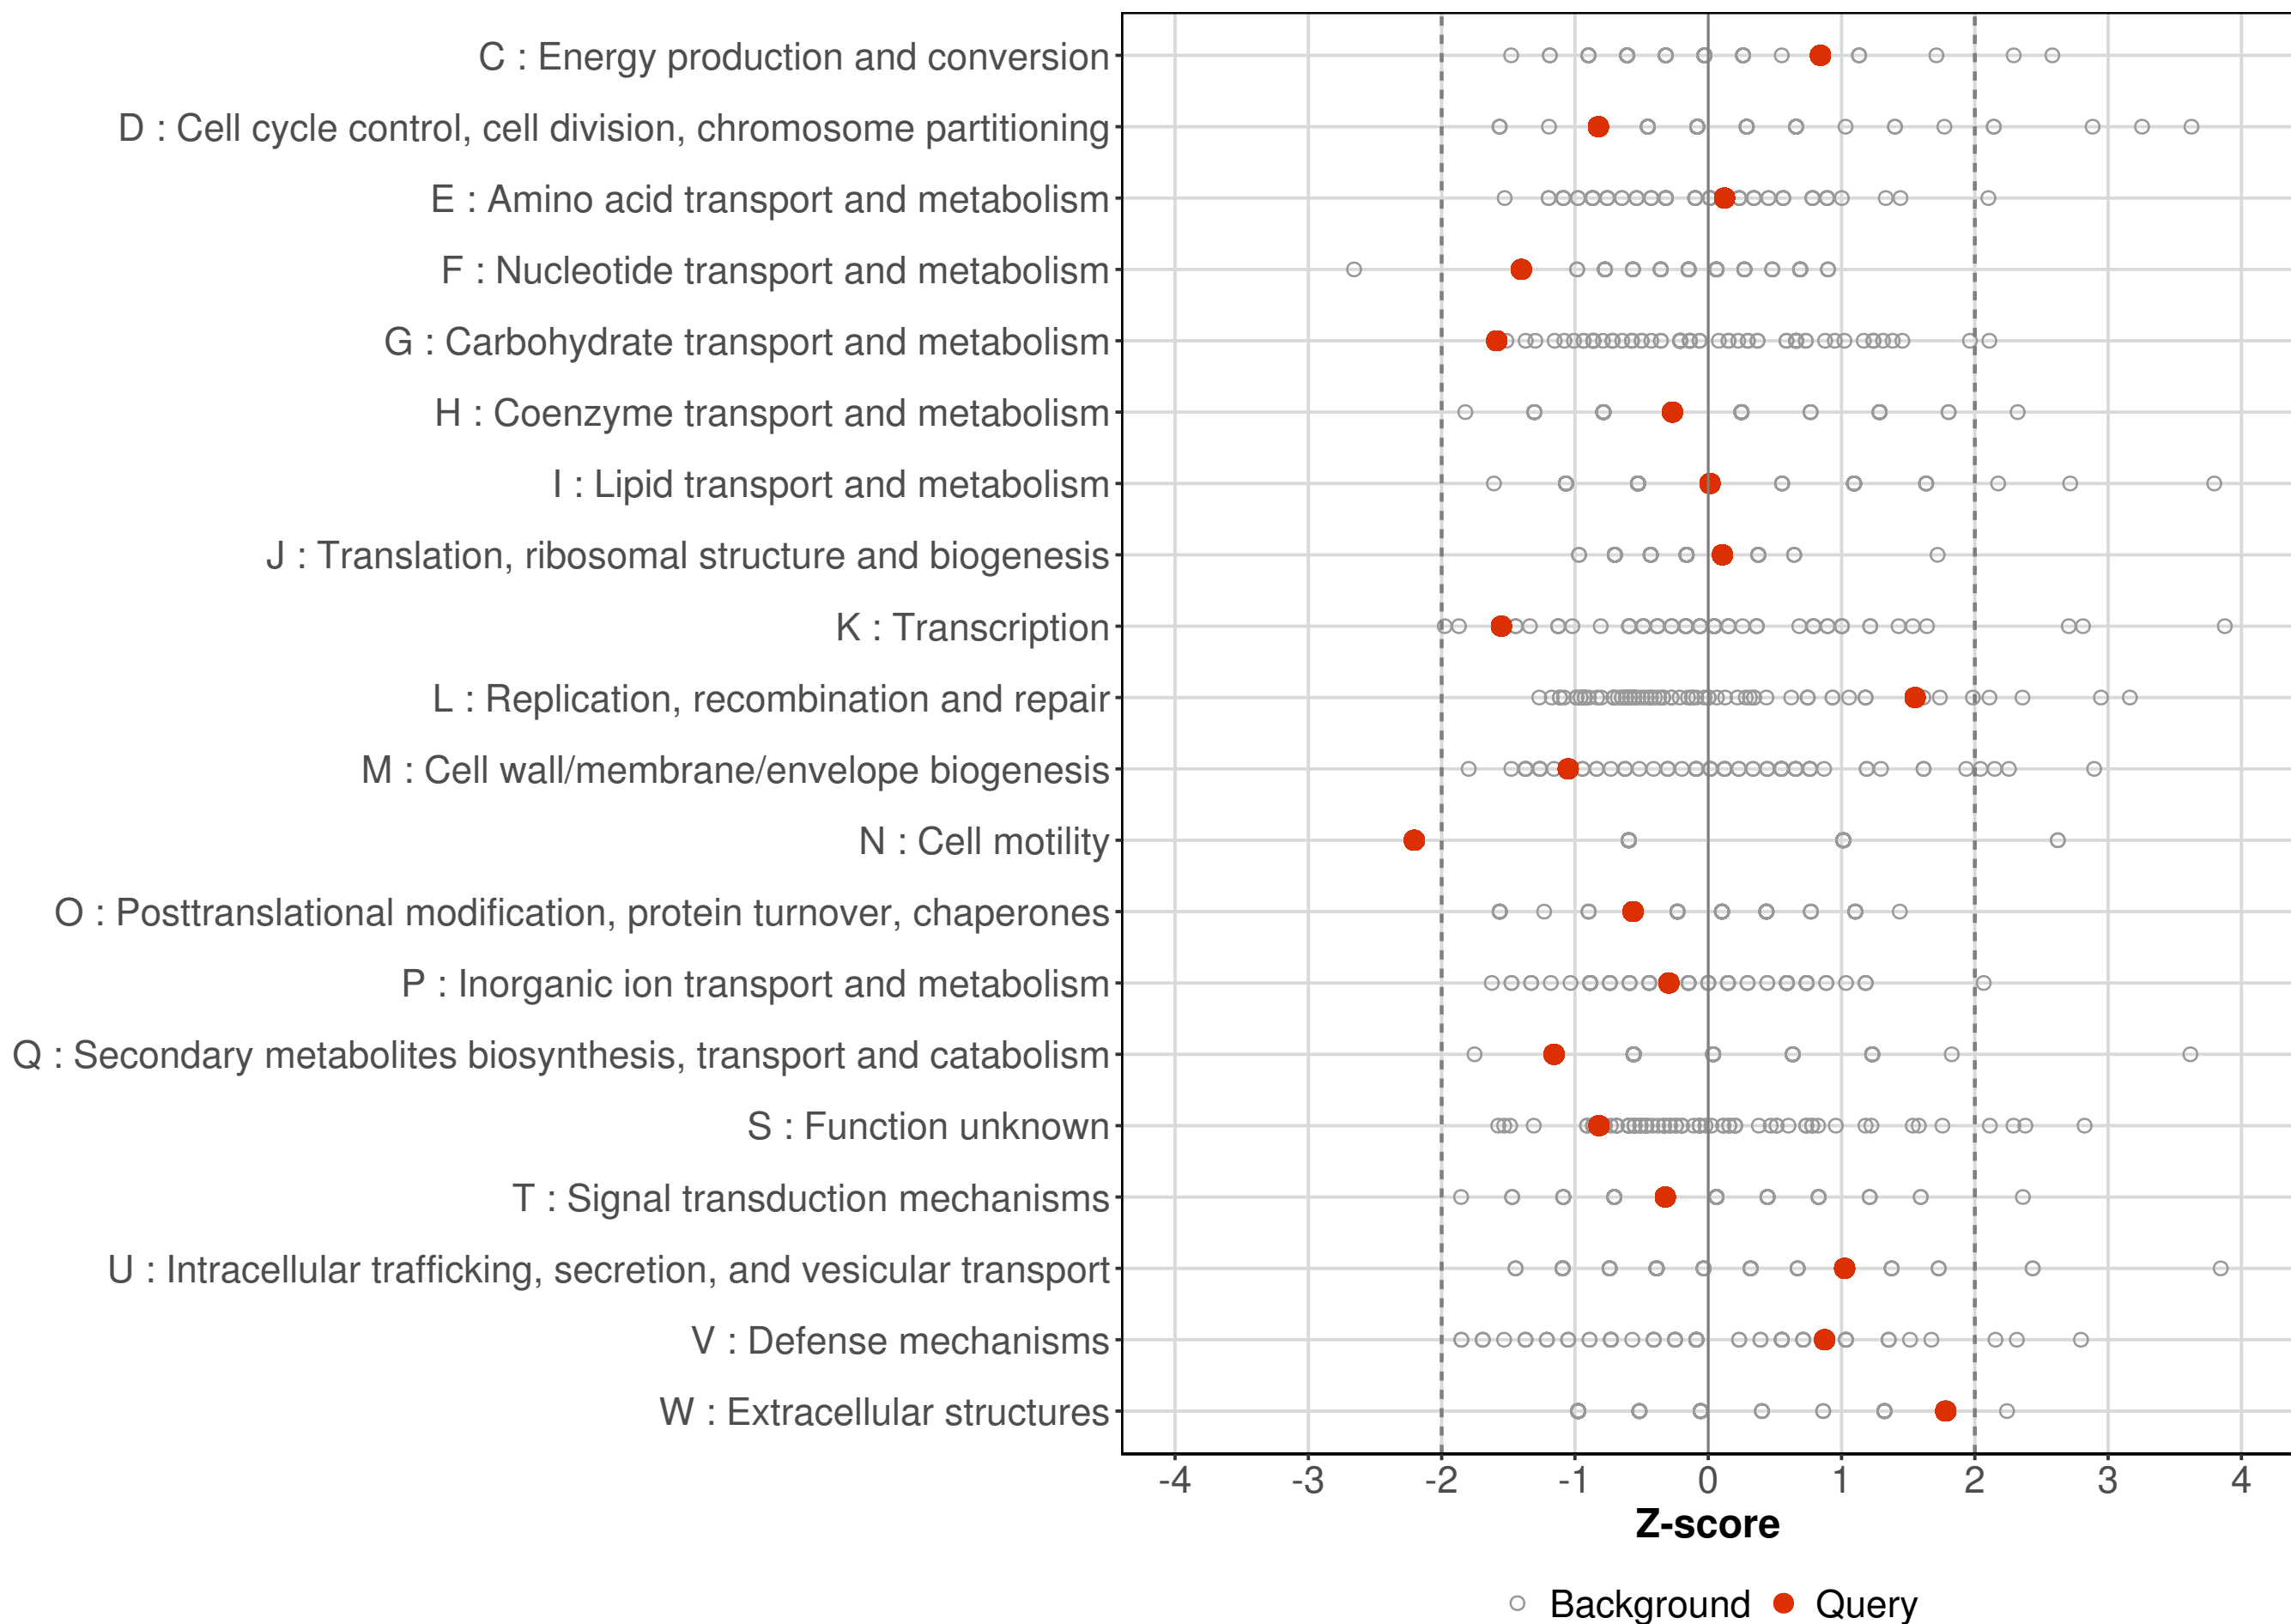 C : Energy production and conversion
D : Cell cycle control, cell division, chromosome partitioning
E : Amino acid transport and metabolism
F : Nucleotide transport and metabolism
G : Carbohydrate transport and metabolism
H : Coenzyme transport and metabolism
I : Lipid transport and metabolism
J : Translation, ribosomal structure and biogenesis
K : Transcription
L : Replication, recombination and repair
M : Cell wall/membrane/envelope biogenesis
N : Cell motility
O : Posttranslational modification, protein turnover, chaperones
P : Inorganic ion transport and metabolism
Q : Secondary metabolites biosynthesis, transport and catabolism
S : Function unknown
T : Signal transduction mechanisms
U : Intracellular trafficking, secretion, and vesicular transport
V : Defense mechanisms
W : Extracellular structures
-4 -3 -2 -1 0 1 2 3 4
Z-score
Background Query